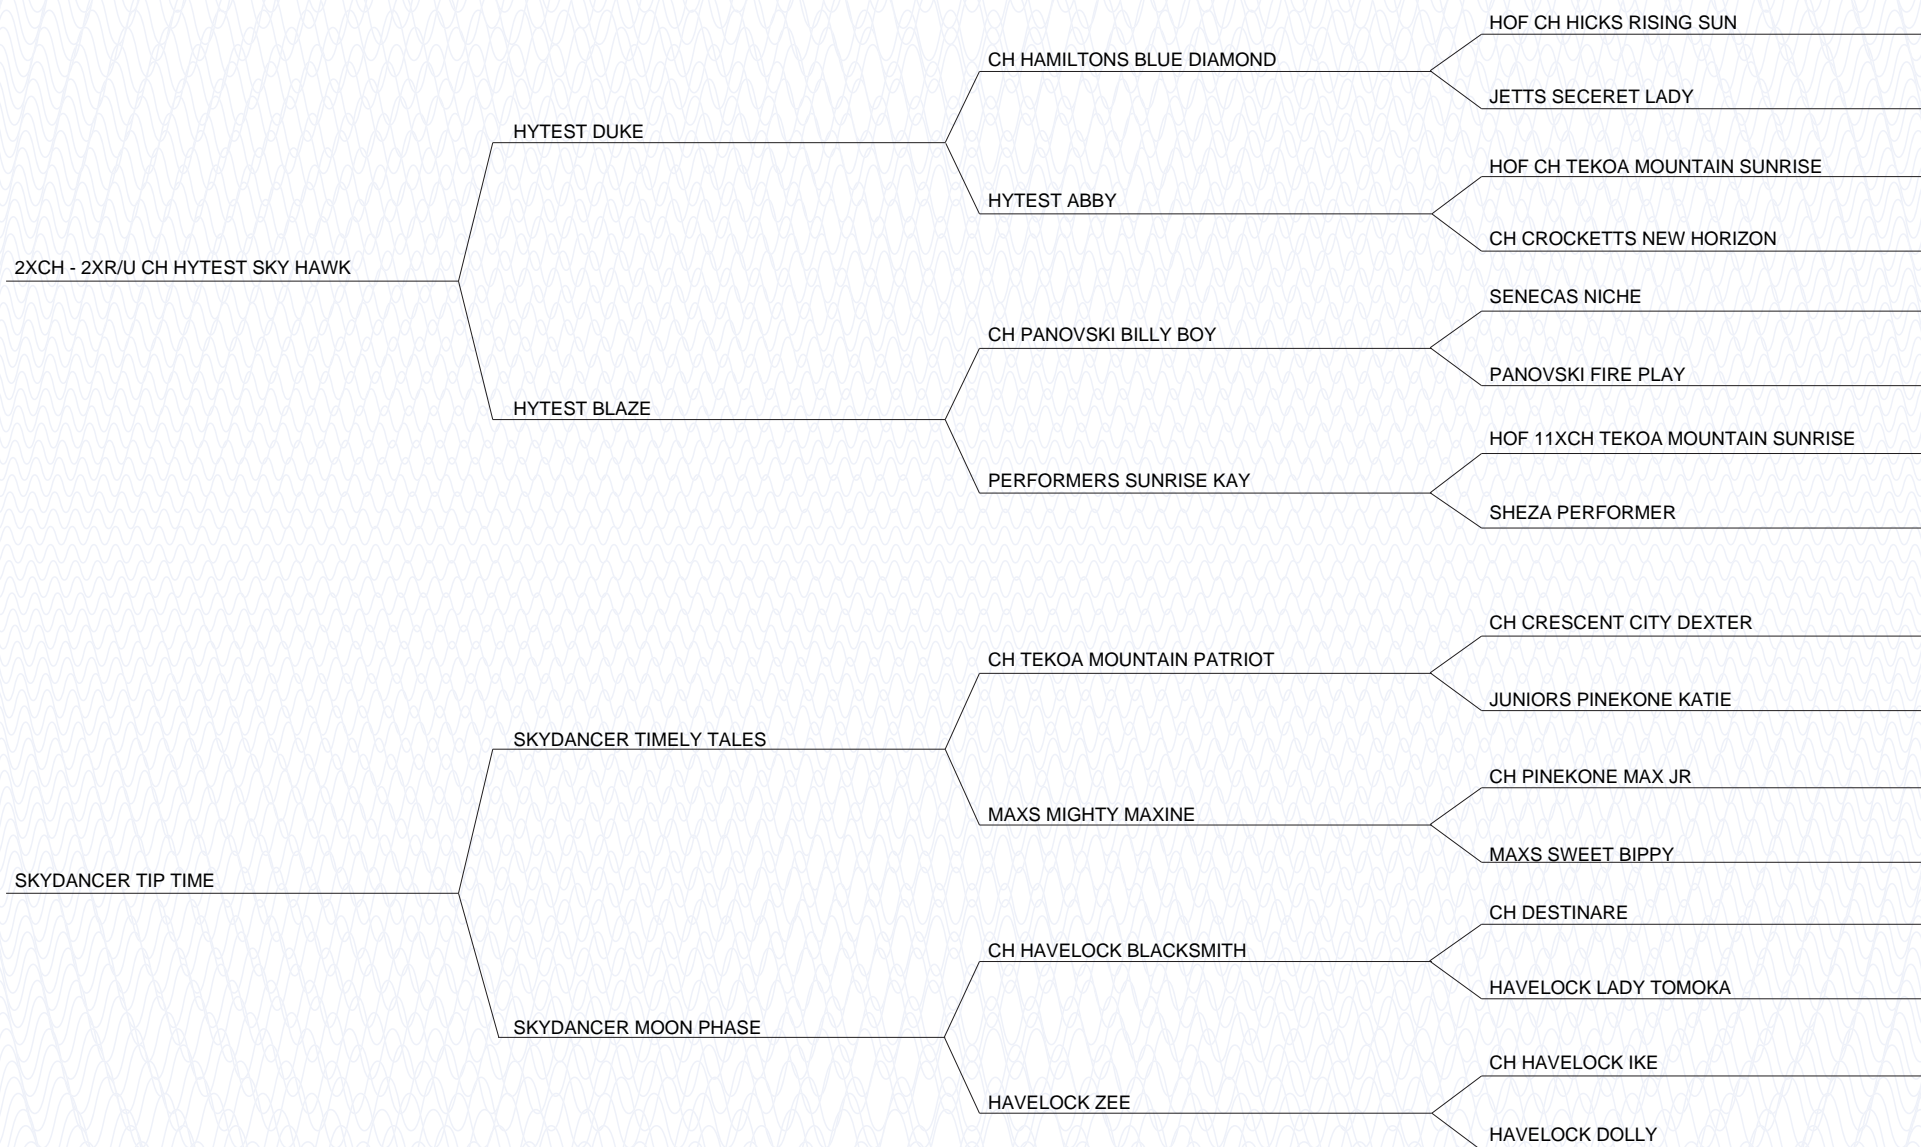 HOF CH HICKS RISING SUN
CH HAMILTONS BLUE DIAMOND
JETTS SECERET LADY
HYTEST DUKE
HOF CH TEKOA MOUNTAIN SUNRISE
HYTEST ABBY
CH CROCKETTS NEW HORIZON
2XCH - 2XR/U CH HYTEST SKY HAWK
SENECAS NICHE
CH PANOVSKI BILLY BOY
PANOVSKI FIRE PLAY
HYTEST BLAZE
HOF 11XCH TEKOA MOUNTAIN SUNRISE
PERFORMERS SUNRISE KAY
SHEZA PERFORMER
CH CRESCENT CITY DEXTER
CH TEKOA MOUNTAIN PATRIOT
JUNIORS PINEKONE KATIE
SKYDANCER TIMELY TALES
CH PINEKONE MAX JR
MAXS MIGHTY MAXINE
MAXS SWEET BIPPY
SKYDANCER TIP TIME
CH DESTINARE
CH HAVELOCK BLACKSMITH
HAVELOCK LADY TOMOKA
SKYDANCER MOON PHASE
CH HAVELOCK IKE
HAVELOCK ZEE
HAVELOCK DOLLY